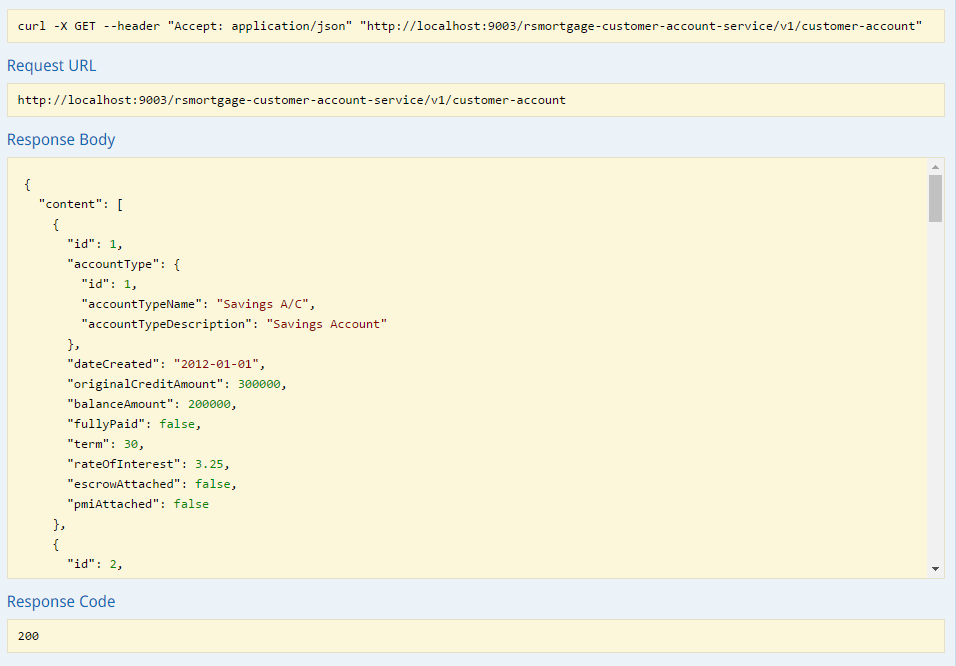 curl -X GET --header "Accept: application/json" "http://localhost:9003/rsmortgage-customer-account-service/v1/customer-account"
Request URL
http://localhost:9003/rsmortgage-customer-account-service/v1/customer-account
Response Body
{
  "content": [
    {
      "id": 1,
      "accountType": {
        "id": 1,
        "accountTypeName": "Savings A/C",
        "accountTypeDescription": "Savings Account"
      },
      "dateCreated": "2012-01-01",
      "originalCreditAmount": 300000,
      "balanceAmount": 200000,
      "fullyPaid": false,
      "term": 30,
      "rateOfInterest": 3.25,
      "escrowAttached": false,
      "pmiAttached": false
    },
    {
      "id": 2,
Response Code
200